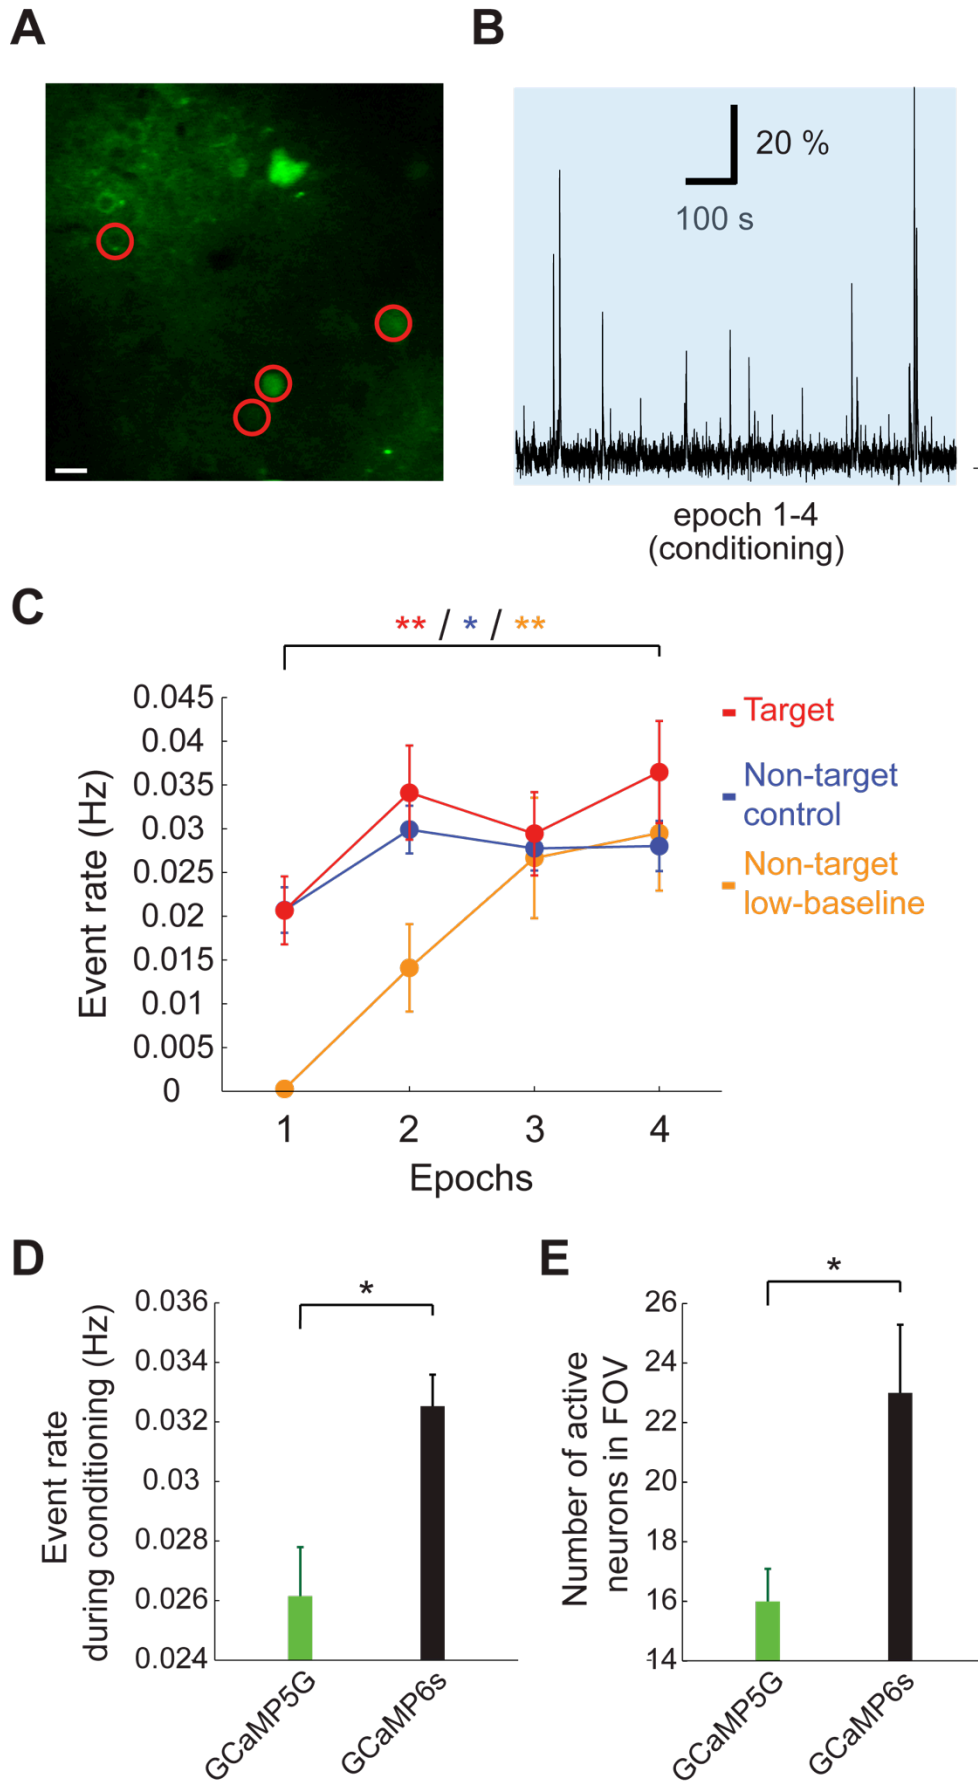 A
B
20 %
100 s
epoch 1-4
(conditioning)
C
** / * / **
0.045
0.04
0.035
0.03
0.025
0.02
0.015
0.01
0.005
0
Event rate (Hz)
1 2 3 4
Epochs
Target
Non-target
control
Non-target
low-baseline
D
*
0.036
0.034
0.032
0.03
0.028
0.026
0.024
Event rate
during conditioning (Hz)
GCaMP5G
GCaMP6s
E
*
26
24
22
20
18
16
14
Number of active
neurons in FOV
GCaMP5G
GCaMP6s